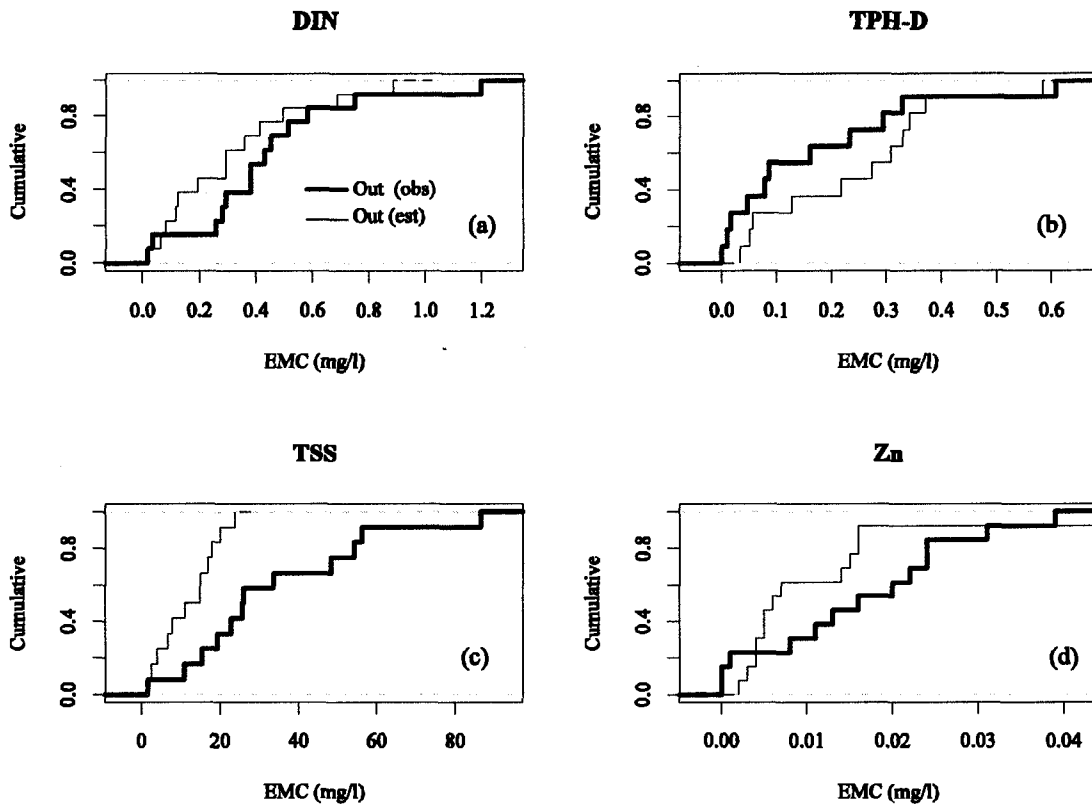 DIN
Cumulative
0.0 0.4 0.8
Out (obs)
Out (est)
(a)
0.0 0.2 0.4 0.6 0.8 1.0 1.2
EMC (mg/l)
TPH-D
Cumulative
0.0 0.4 0.8
(b)
0.0 0.1 0.2 0.3 0.4 0.5 0.6
EMC (mg/l)
TSS
Cumulative
0.0 0.4 0.8
(c)
0 20 40 60 80
EMC (mg/l)
Zn
Cumulative
0.0 0.4 0.8
(d)
0.00 0.01 0.02 0.03 0.04
EMC (mg/l)